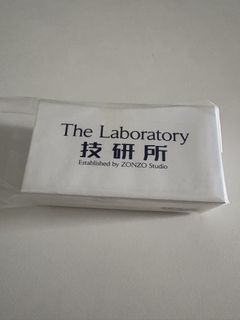 The Laboratory
技研所
Established by ZONZO Studio